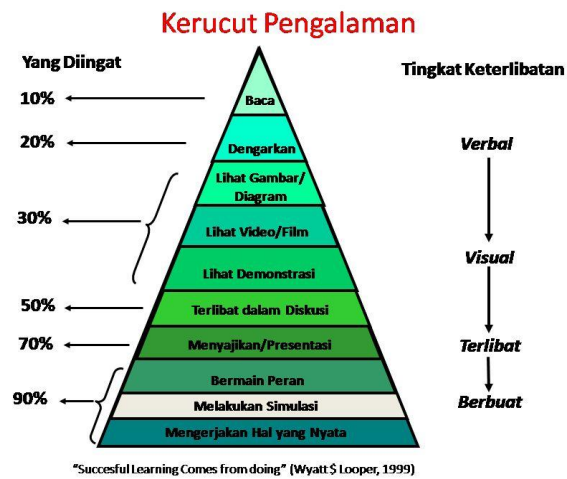 Kerucut Pengalaman
Yang Diingat
Tingkat Keterlibatan
10%
Baca
20%
Dengarkan
Verbal
Lihat Gambar/
Diagram
30%
Lihat Video/Film
Visual
Lihat Demonstrasi
50%
Terlibat dalam Diskusi
70%
Menyajikan/Presentasi
Terlibat
Bermain Peran
90%
Melakukan Simulasi
Berbuat
Mengerjakan Hal yang Nyata
“Succesful Learning Comes from doing” (Wyatt $ Looper, 1999)